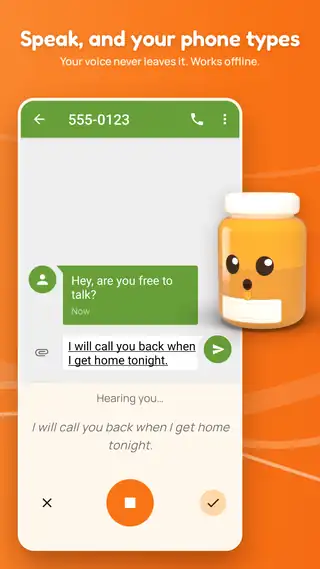 Speak, and your phone types
Your voice never leaves it. Works offline.
555-0123
Hey, are you free to
talk?
Now
I will call you back when
I get home tonight.
Hearing you...
I will call you back when I get home
tonight.